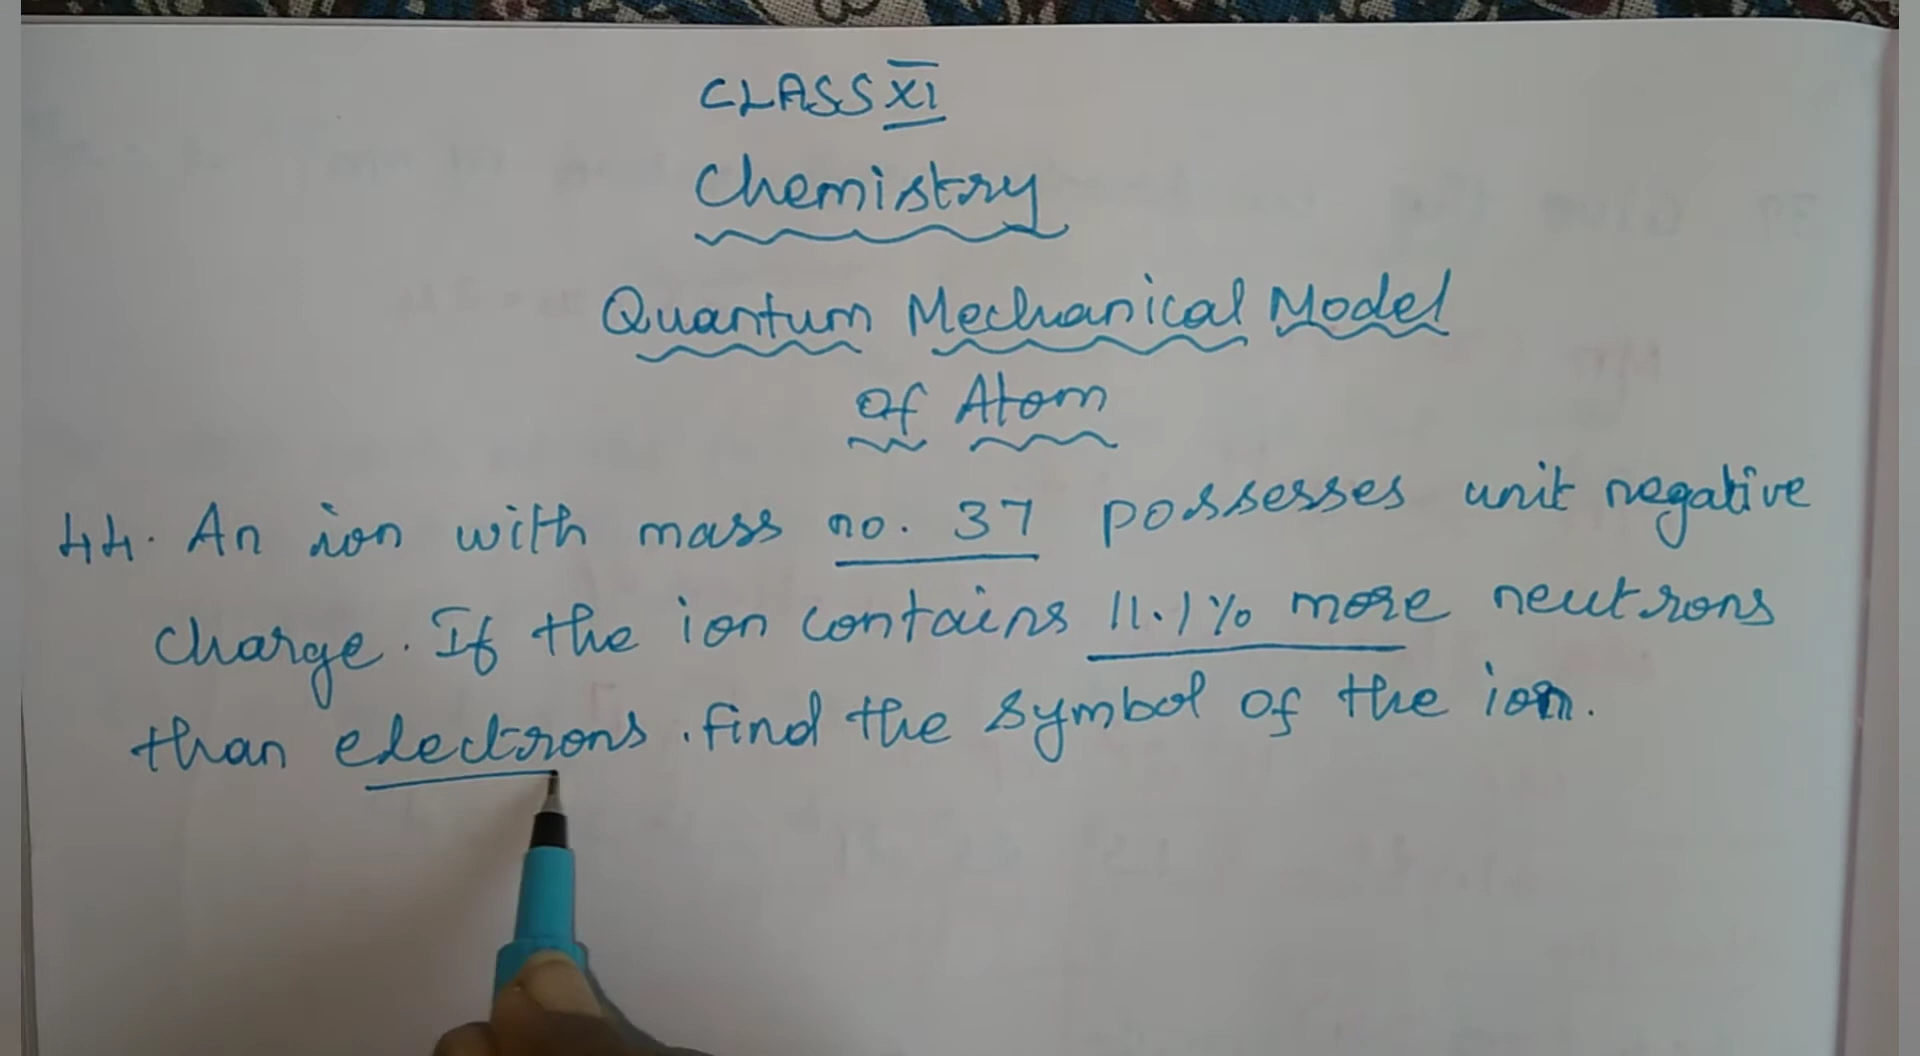 CLASS XI
Chemistry
Quantum Mechanical Model
of Atom
44. An ion with mass no. 37 possesses unit negative
charge. If the ion contains 11.1% more neutrons
than electrons. find the symbol of the ion.